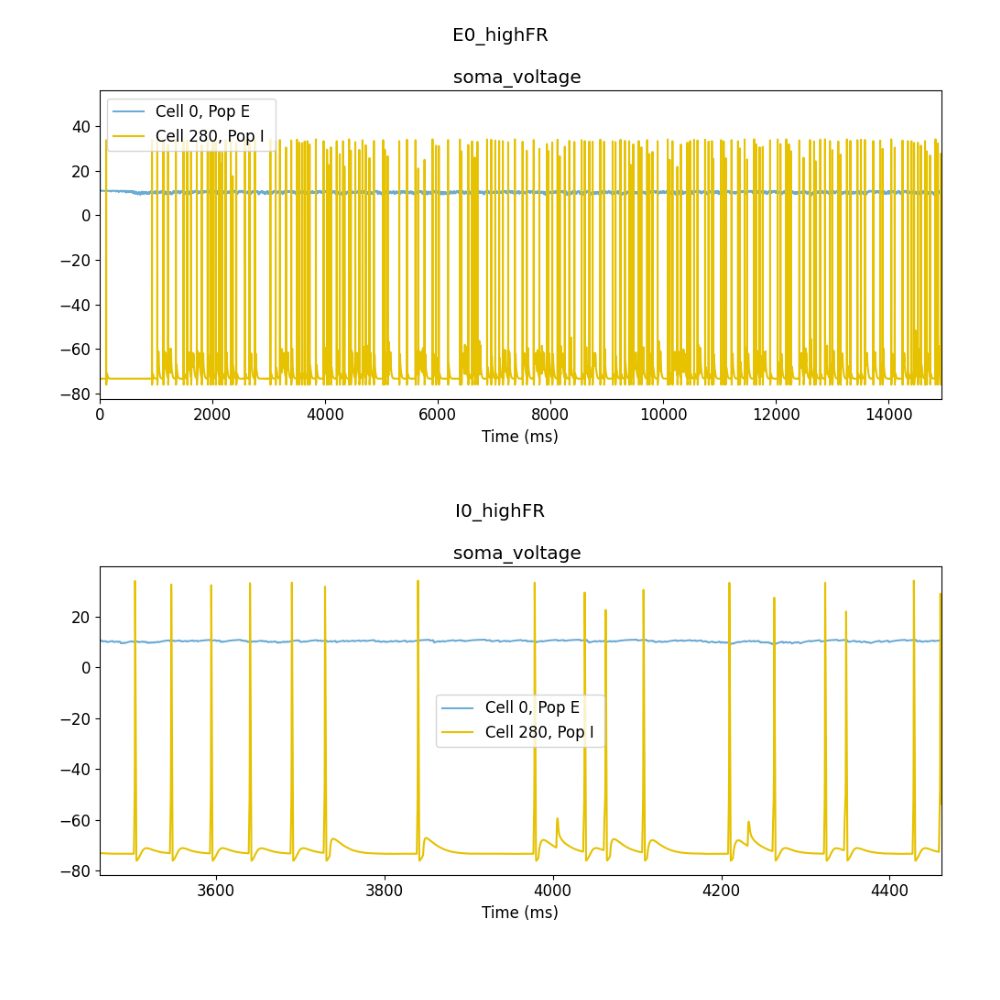 E0_highFR
soma_voltage
Cell 0, Pop E
Cell 280, Pop I
40
20
0
−20
−40
−60
−80
0 2000 4000 6000 8000 10000 12000 14000
Time (ms)
I0_highFR
soma_voltage
20
0
Cell 0, Pop E
−20
Cell 280, Pop I
−40
−60
−80
3600 3800 4000 4200 4400
Time (ms)